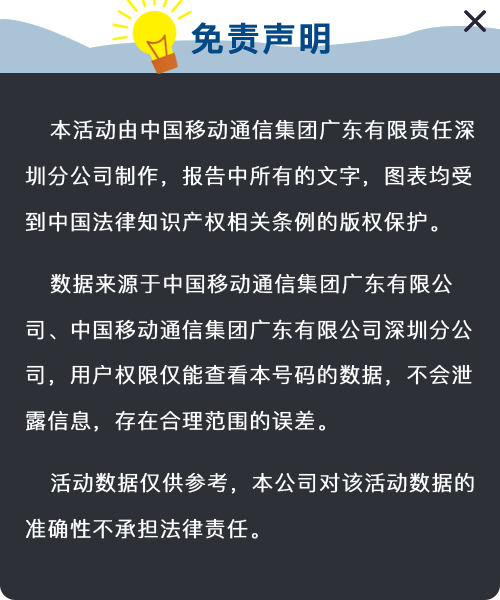 免责声明
本活动由中国移动通信集团广东有限责任深
圳分公司制作，报告中所有的文字，图表均受
到中国法律知识产权相关条例的版权保护。
数据来源于中国移动通信集团广东有限公
司、中国移动通信集团广东有限公司深圳分公
司，用户权限仅能查看本号码的数据，不会泄
露信息，存在合理范围的误差。
活动数据仅供参考，本公司对该活动数据的
准确性不承担法律责任。